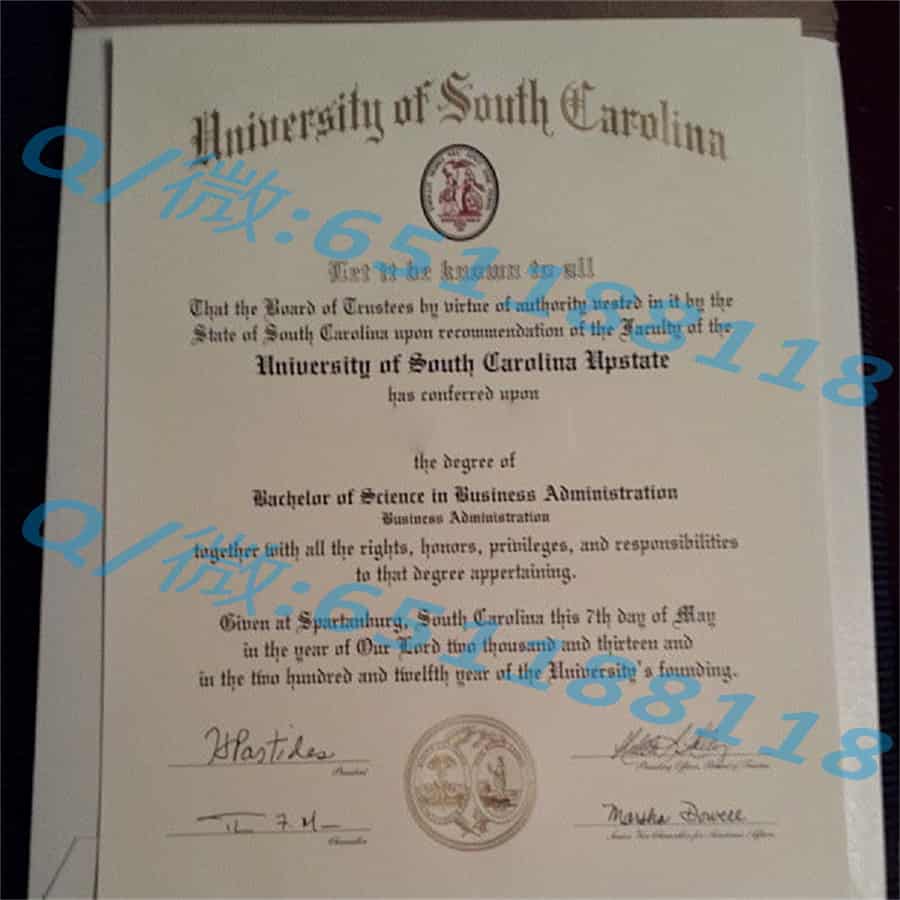 University of South Carolina
Q/微:65118118
Let it be known to all
That the Board of Trustees by virtue of authority vested in it by the
State of South Carolina upon recommendation of the Faculty of the
University of South Carolina Upstate
has conferred upon
the degree of
Bachelor of Science in Business Administration
Business Administration
Q/微:65118118
together with all the rights, honors, privileges, and responsibilities
to that degree appertaining.
Given at Spartanburg, South Carolina this 7th day of May
in the year of Our Lord two thousand and thirteen and
in the two hundred and twelfth year of the University's founding.
HPastides
President
Chancellor
Marsha Dowell